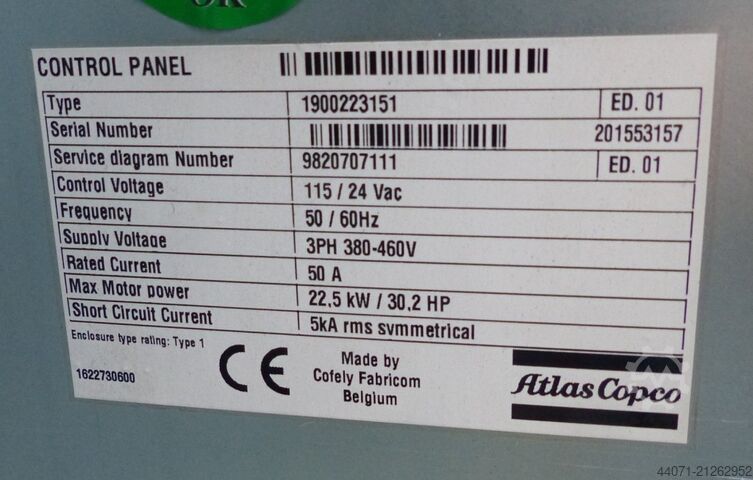 OK
CONTROL PANEL
Type 1900223151 ED. 01
Serial Number 201553157
Service diagram Number 9820707111 ED. 01
Control Voltage 115 / 24 Vac
Frequency 50 / 60Hz
Supply Voltage 3PH 380-460V
Rated Current 50 A
Max Motor power 22,5 kW / 30,2 HP
Short Circuit Current 5kA rms symmetrical
Enclosure type rating: Type 1
1622730600
CE
Made by
Cofely Fabricom
Belgium
Atlas Copco
44071-21262952